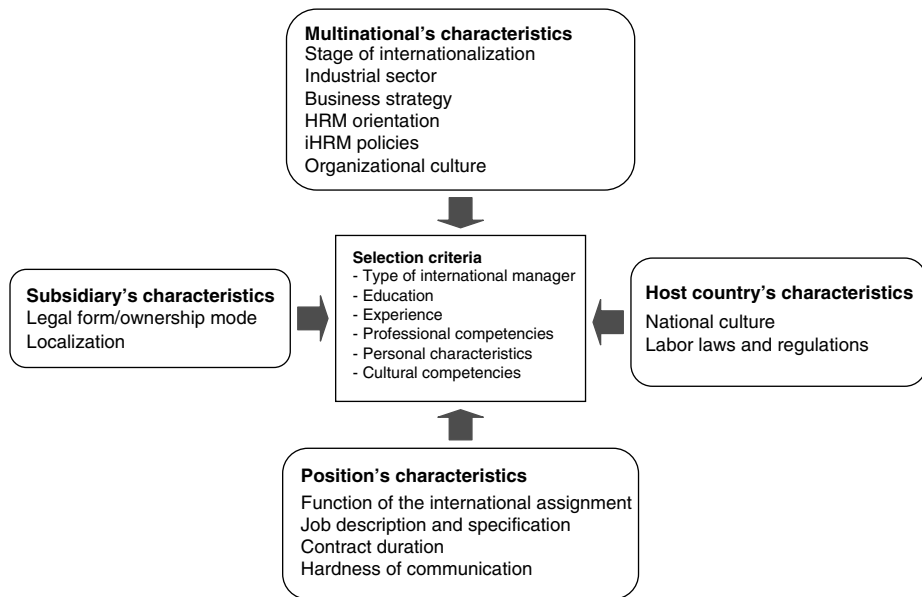 Multinational's characteristics
Stage of internationalization
Industrial sector
Business strategy
HRM orientation
iHRM policies
Organizational culture
Subsidiary's characteristics
Legal form/ownership mode
Localization
Selection criteria
- Type of international manager
- Education
- Experience
- Professional competencies
- Personal characteristics
- Cultural competencies
Host country's characteristics
National culture
Labor laws and regulations
Position's characteristics
Function of the international assignment
Job description and specification
Contract duration
Hardness of communication